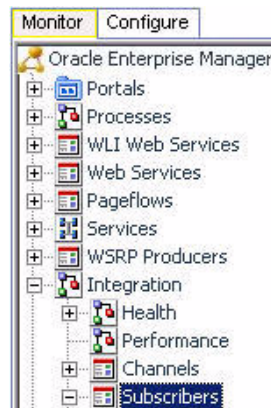 Monitor Configure
Oracle Enterprise Manager
Portals
Processes
WLI Web Services
Web Services
Pageflows
Services
WSRP Producers
Integration
Health
Performance
Channels
Subscribers